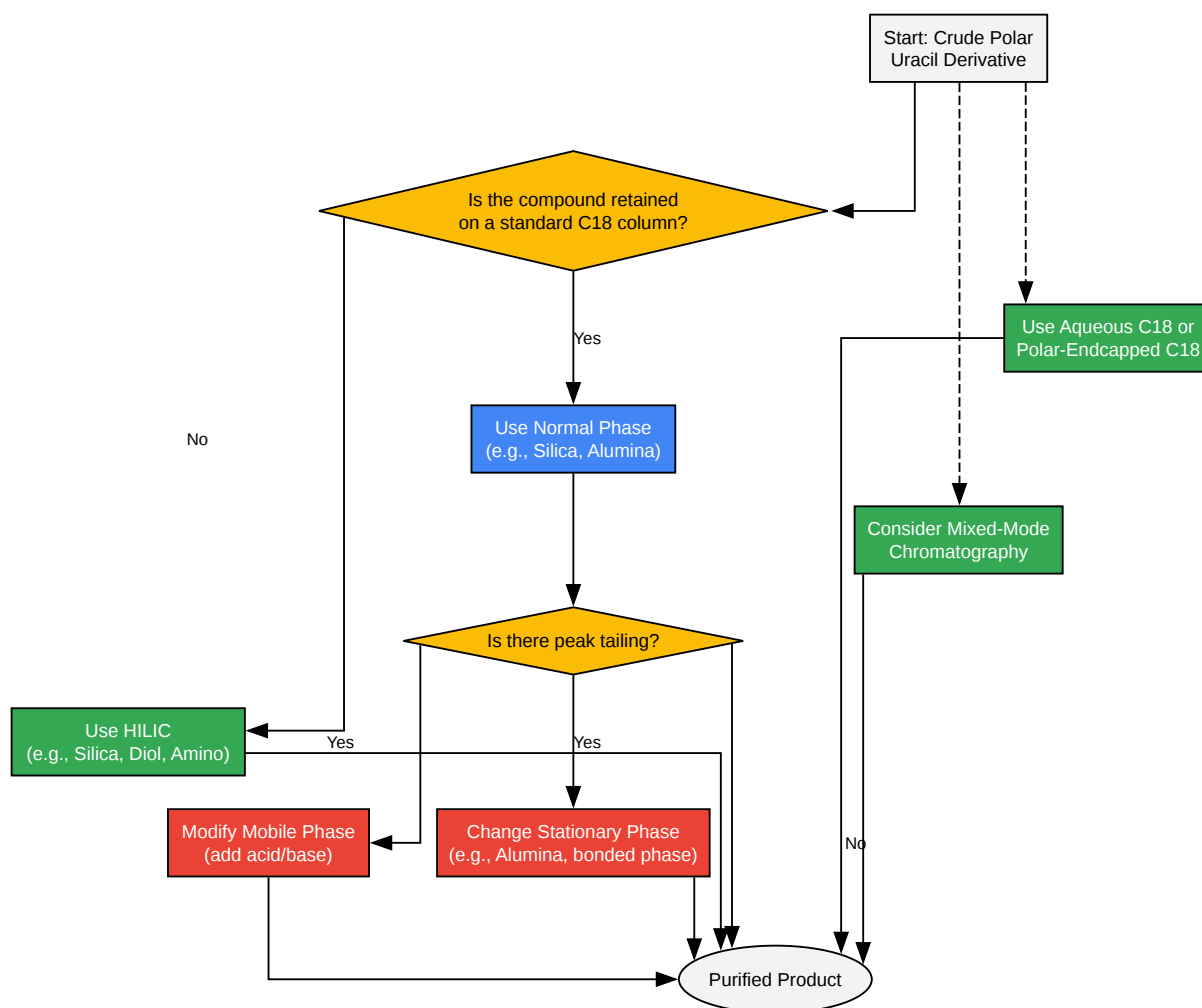 Start: Crude Polar
Uracil Derivative
Is the compound retained
on a standard C18 column?
Use Aqueous C18 or
Polar-Endcapped C18
Yes
Use Normal Phase
(e.g., Silica, Alumina)
No
Consider Mixed-Mode
Chromatography
Is there peak tailing?
Use HILIC
(e.g., Silica, Diol, Amino)
Yes
Yes
Modify Mobile Phase
(add acid/base)
Change Stationary Phase
(e.g., Alumina, bonded phase)
No
Purified Product